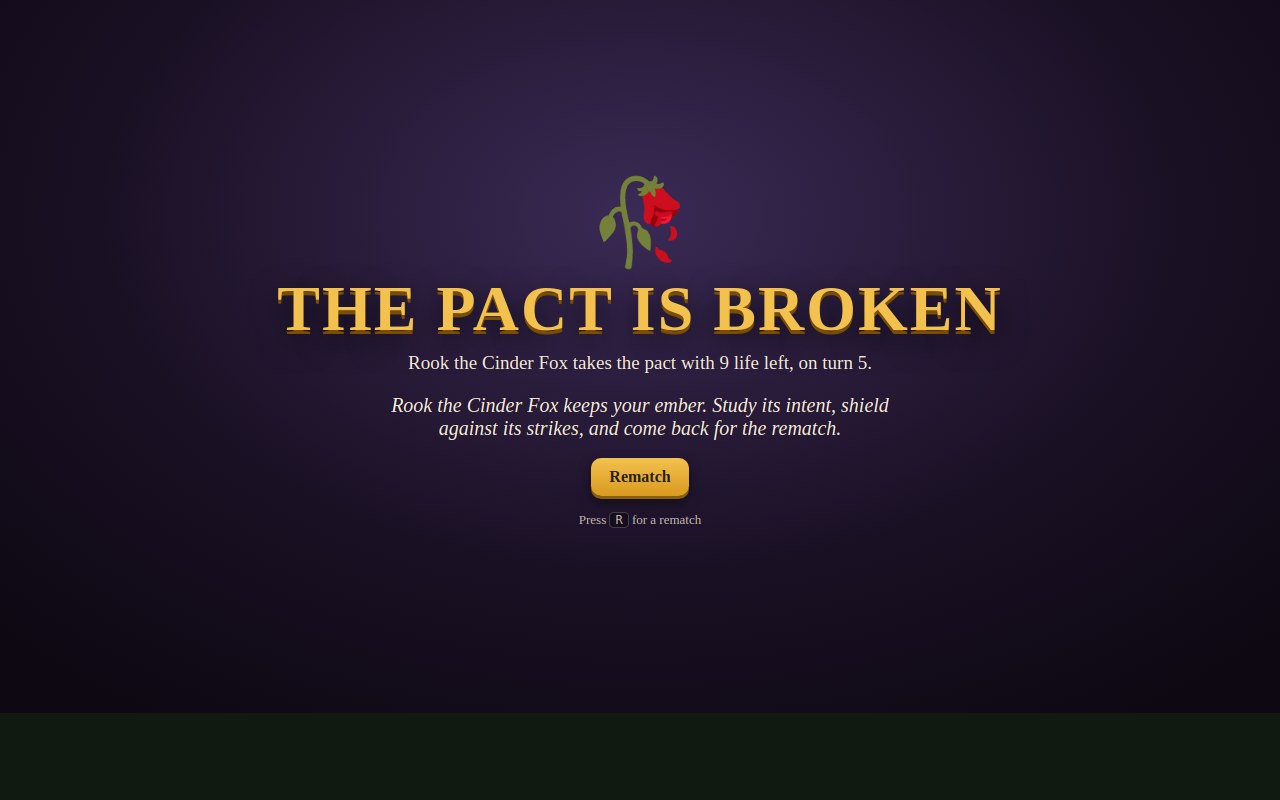 THE PACT IS BROKEN
Rook the Cinder Fox takes the pact with 9 life left, on turn 5.
Rook the Cinder Fox keeps your ember. Study its intent, shield
against its strikes, and come back for the rematch.
Rematch
Press R for a rematch